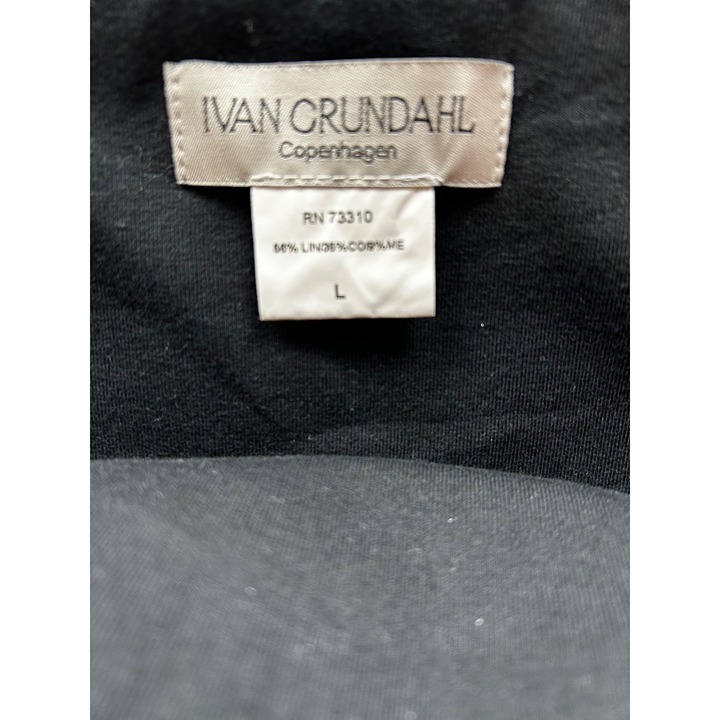 IVAN GRUNDAHL
Copenhagen
RN 73310
L